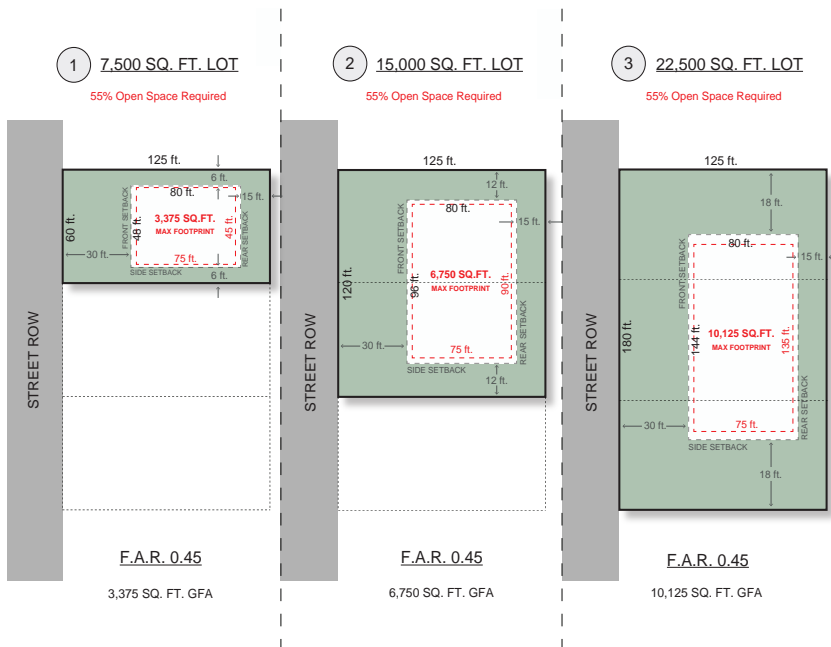 1 7,500 SQ. FT. LOT
55% Open Space Required
125 ft.
6 ft.
80 ft.
15 ft.
60 ft.
FRONT SETBACK
48 ft.
3,375 SQ.FT.
MAX FOOTPRINT
45 ft.
REAR SETBACK
30 ft.
75 ft.
SIDE SETBACK
6 ft.
STREET ROW
F.A.R. 0.45
3,375 SQ. FT. GFA
2 15,000 SQ. FT. LOT
55% Open Space Required
125 ft.
12 ft.
80 ft.
15 ft.
FRONT SETBACK
120 ft.
96 ft.
6,750 SQ.FT.
MAX FOOTPRINT
90 ft.
REAR SETBACK
30 ft.
75 ft.
SIDE SETBACK
12 ft.
STREET ROW
F.A.R. 0.45
6,750 SQ. FT. GFA
3 22,500 SQ. FT. LOT
55% Open Space Required
125 ft.
18 ft.
80 ft.
15 ft.
FRONT SETBACK
180 ft.
144 ft.
10,125 SQ.FT.
MAX FOOTPRINT
135 ft.
REAR SETBACK
30 ft.
75 ft.
SIDE SETBACK
18 ft.
STREET ROW
F.A.R. 0.45
10,125 SQ. FT. GFA